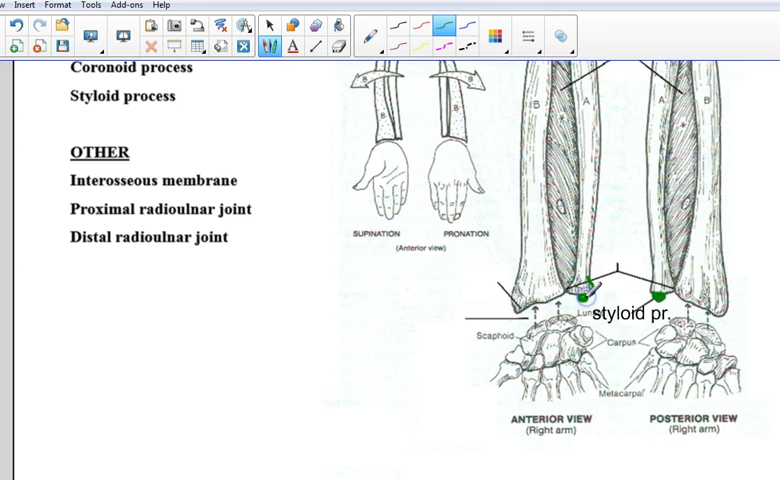 w Insert Format Tools Add-ons Help
Coronoid process
Styloid process
OTHER
Interosseous membrane
Proximal radioulnar joint
Distal radioulnar joint
B
B
B
B
SUPINATION
PRONATION
(Anterior view)
B
A
A
B
styloid pr.
Scaphoid
Carpus
Metacarpal
ANTERIOR VIEW
(Right arm)
POSTERIOR VIEW
(Right arm)